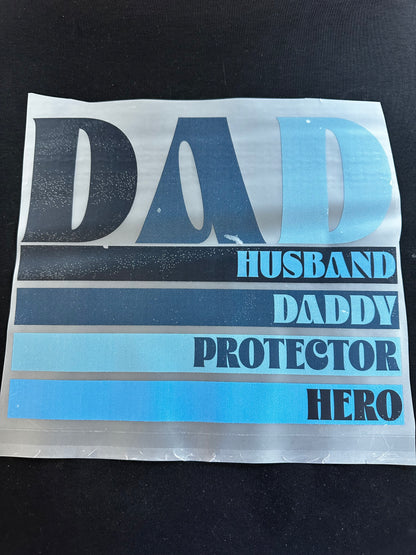 DAD
HUSBAND
DADDY
PROTECTOR
HERO